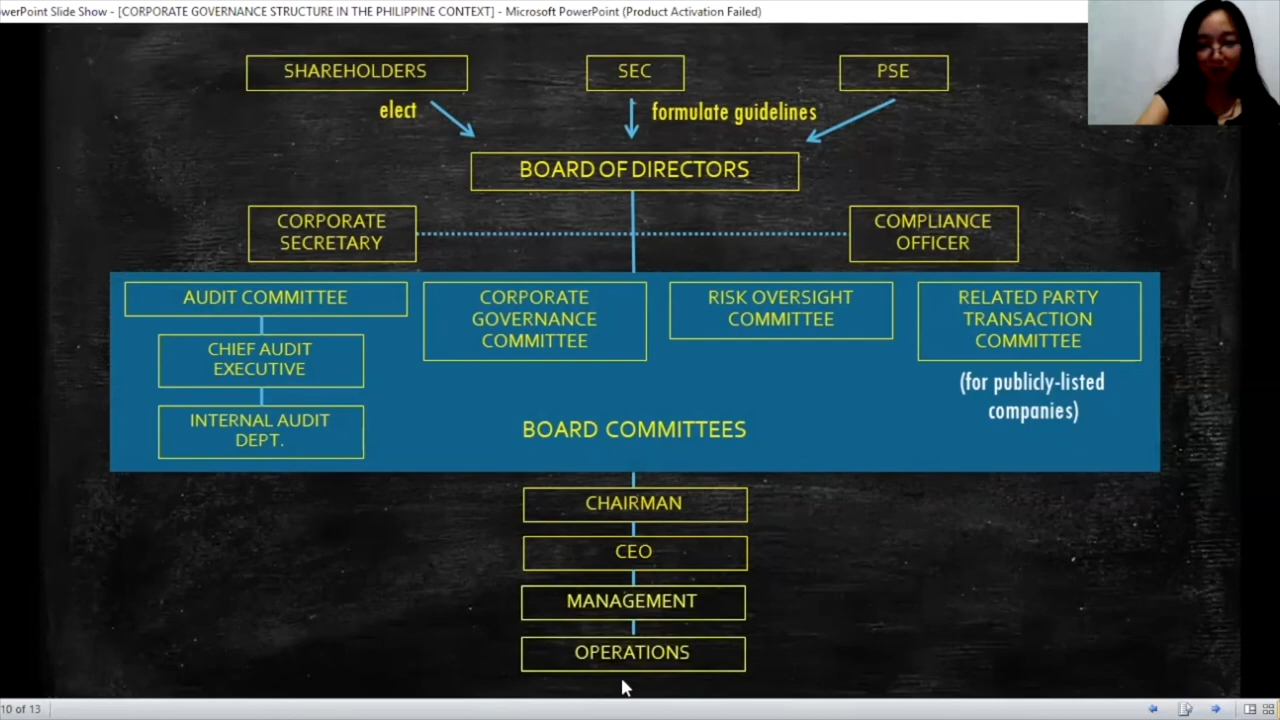 owerPoint Slide Show - [CORPORATE GOVERNANCE STRUCTURE IN THE PHILIPPINE CONTEXT] - Microsoft PowerPoint (Product Activation Failed)
SHAREHOLDERS
SEC
PSE
elect
formulate guidelines
BOARD OF DIRECTORS
CORPORATE
SECRETARY
COMPLIANCE
OFFICER
AUDIT COMMITTEE
CHIEF AUDIT
EXECUTIVE
INTERNAL AUDIT
DEPT.
CORPORATE
GOVERNANCE
COMMITTEE
RISK OVERSIGHT
COMMITTEE
RELATED PARTY
TRANSACTION
COMMITTEE
(for publicly-listed
companies)
BOARD COMMITTEES
CHAIRMAN
CEO
MANAGEMENT
OPERATIONS
10 of 13